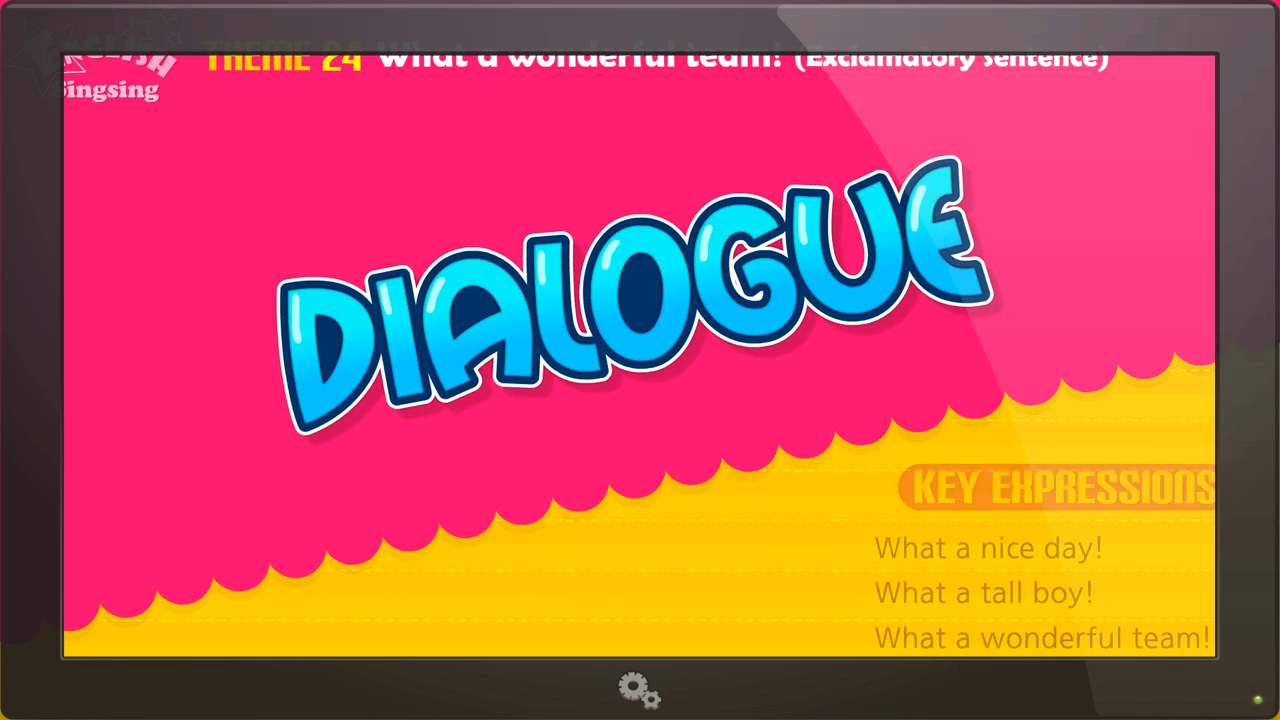 ENGLISH
Singsing
THEME 24 What a wonderful team! (Exclamatory sentence)
DIALOGUE
KEY EXPRESSIONS
What a nice day!
What a tall boy!
What a wonderful team!